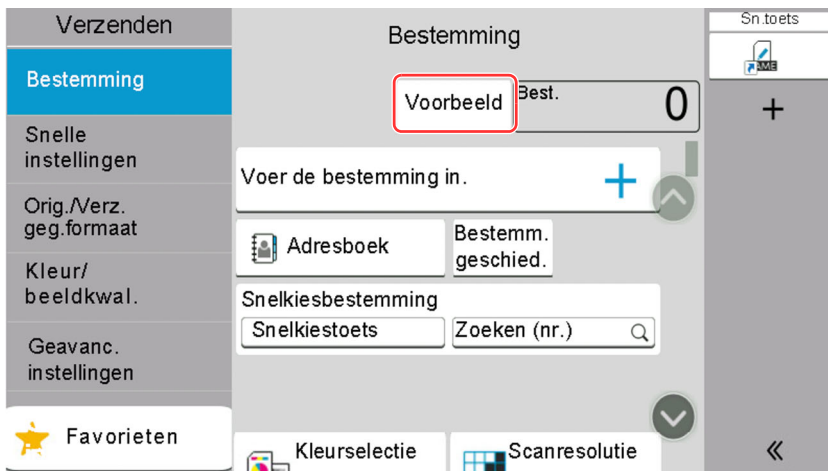 Verzenden
Bestemming
Snelle
instellingen
Orig./Verz.
geg.formaat
Kleur/
beeldkwal.
Geavanc.
instellingen
Favorieten
Bestemming
Voorbeeld
Best.
0
Voer de bestemming in.
Adresboek
Bestemm.
geschied.
Snelkiesbestemming
Snelkiestoets
Zoeken (nr.)
Kleurselectie
Scanresolutie
Sn.toets